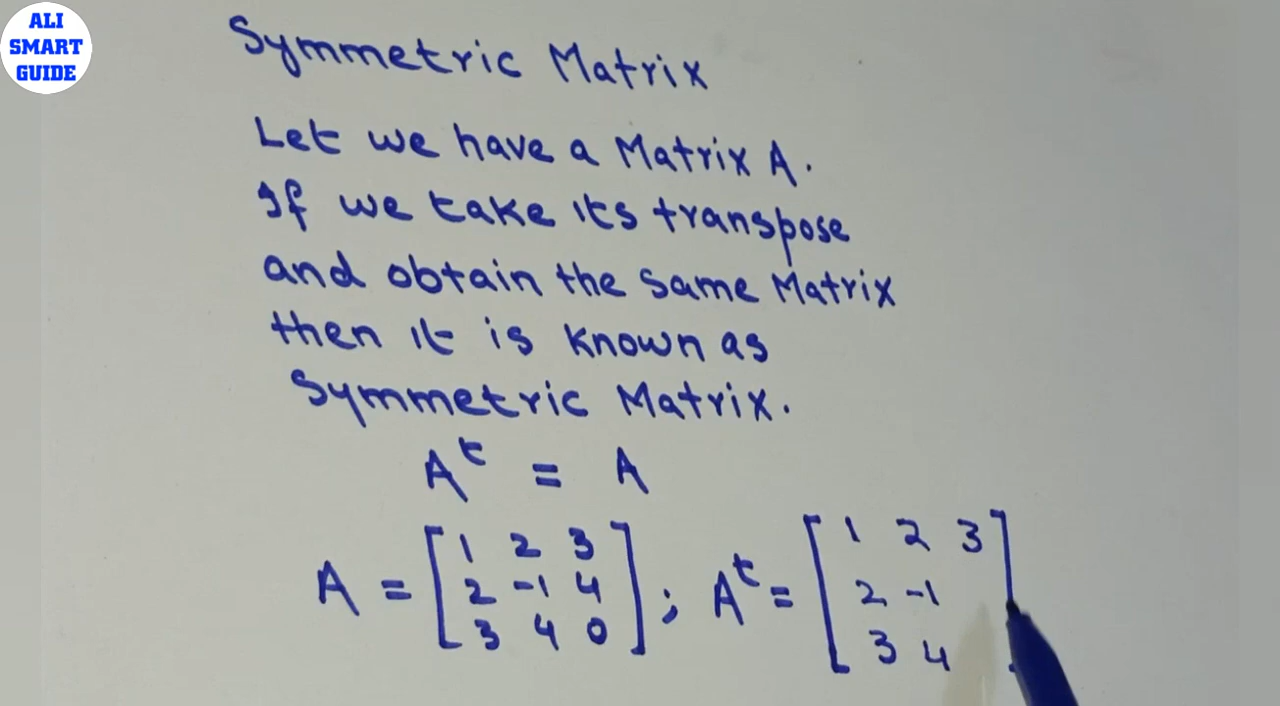 ALI
SMART
GUIDE
Symmetric Matrix
Let we have a Matrix A.
If we take its transpose
and obtain the same Matrix
then it is known as
Symmetric Matrix.
Aᵗ = A
A = [1 2 3; Aᵗ = [1 2 3]
2 -1 4 2 -1
3 4 0] 3 4